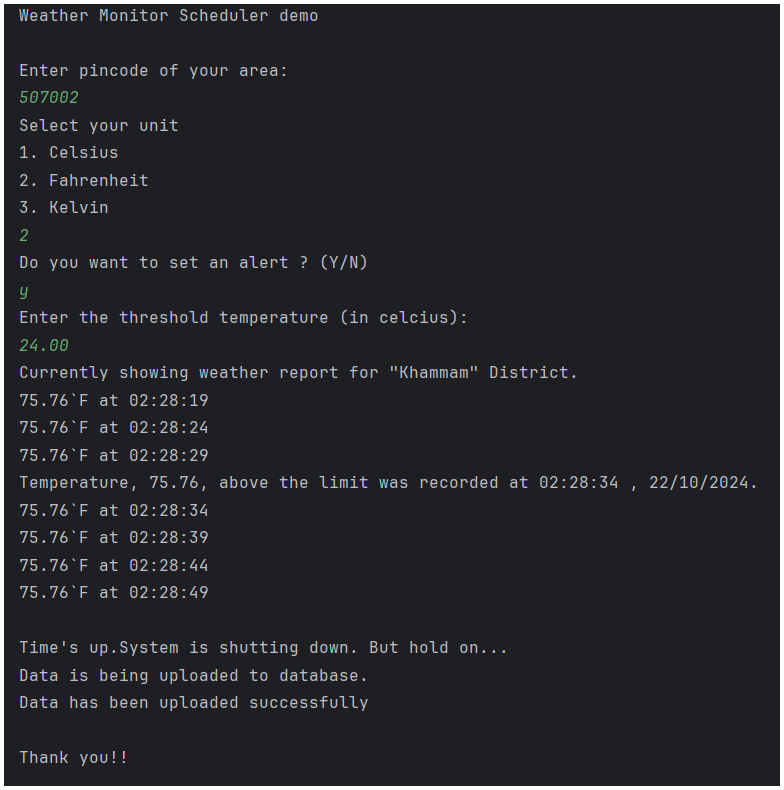 Weather Monitor Scheduler demo
Enter pincode of your area:
507002
Select your unit
1. Celsius
2. Fahrenheit
3. Kelvin
2
Do you want to set an alert ? (Y/N)
y
Enter the threshold temperature (in celcius):
24.00
Currently showing weather report for "Khammam" District.
75.76`F at 02:28:19
75.76`F at 02:28:24
75.76`F at 02:28:29
Temperature, 75.76, above the limit was recorded at 02:28:34 , 22/10/2024.
75.76`F at 02:28:34
75.76`F at 02:28:39
75.76`F at 02:28:44
75.76`F at 02:28:49
Time's up.System is shutting down. But hold on...
Data is being uploaded to database.
Data has been uploaded successfully
Thank you!!